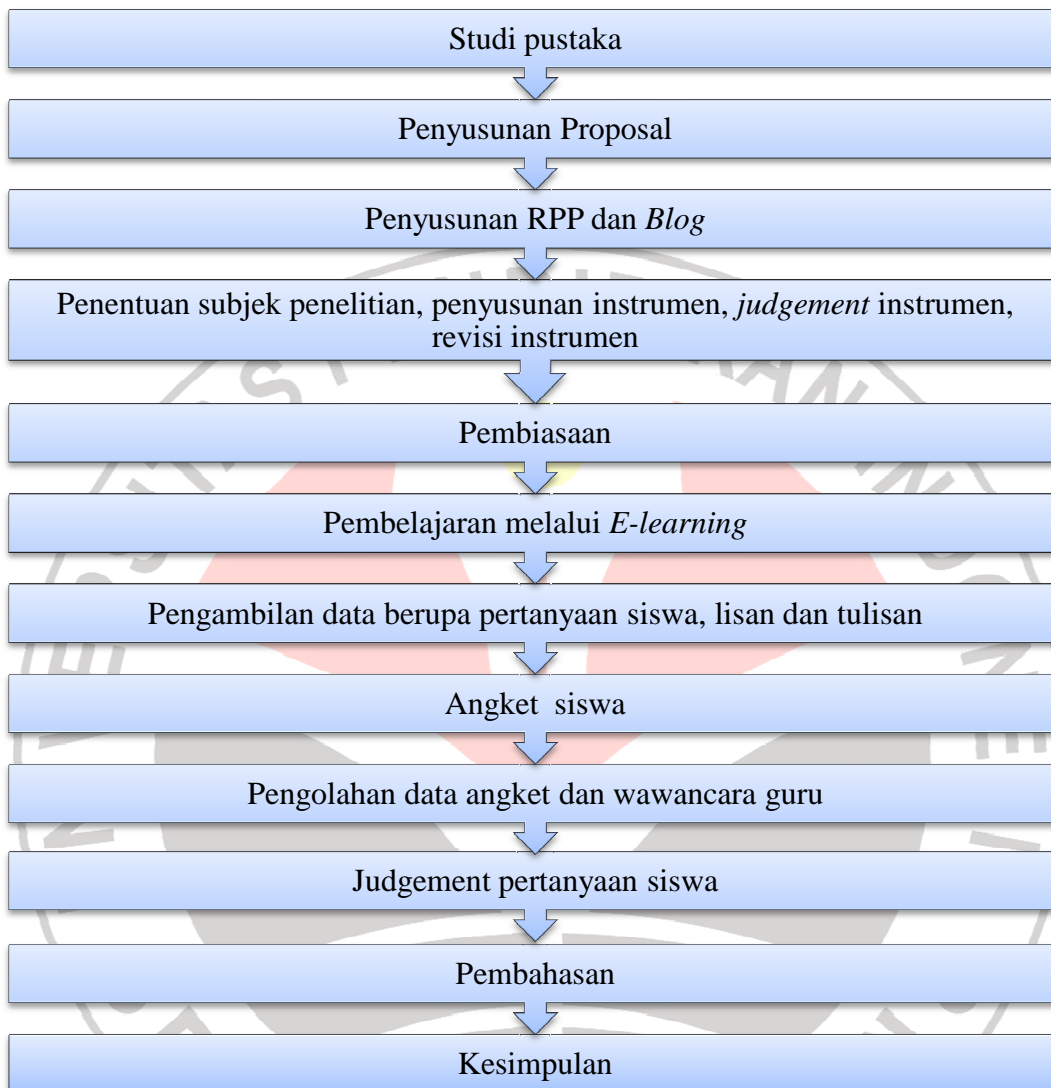 Studi pustaka
Penyusunan Proposal
Penyusunan RPP dan Blog
Penentuan subjek penelitian, penyusunan instrumen, judgement instrumen,
revisi instrumen
Pembiasaan
Pembelajaran melalui E-learning
Pengambilan data berupa pertanyaan siswa, lisan dan tulisan
Angket siswa
Pengolahan data angket dan wawancara guru
Judgement pertanyaan siswa
Pembahasan
Kesimpulan